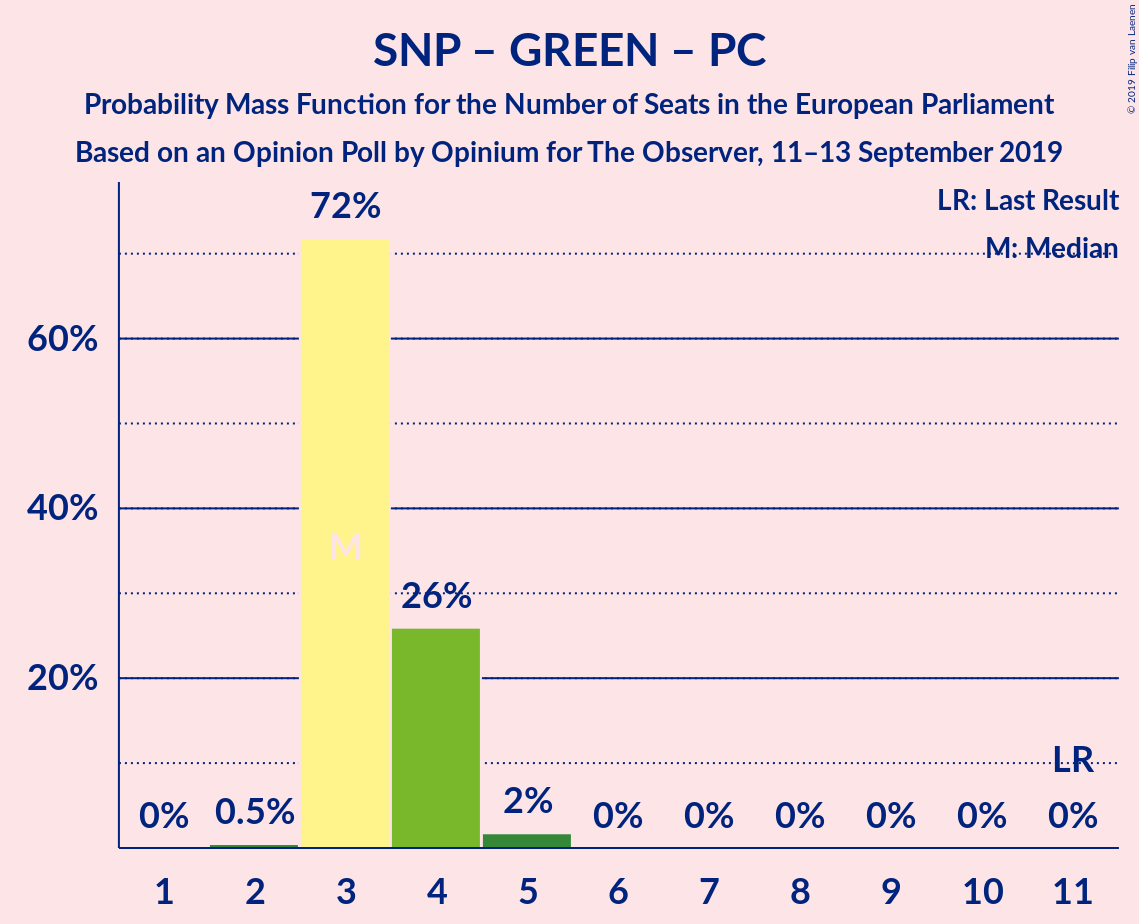 SNP – GREEN – PC
Probability Mass Function for the Number of Seats in the European Parliament
Based on an Opinion Poll by Opinium for The Observer, 11–13 September 2019
© 2019 Filip van Laenen
LR: Last Result
M: Median
72%
60%
40%
M
26%
20%
LR
0% 0.5% 2% 0% 0% 0% 0% 0% 0%
1 2 3 4 5 6 7 8 9 10 11